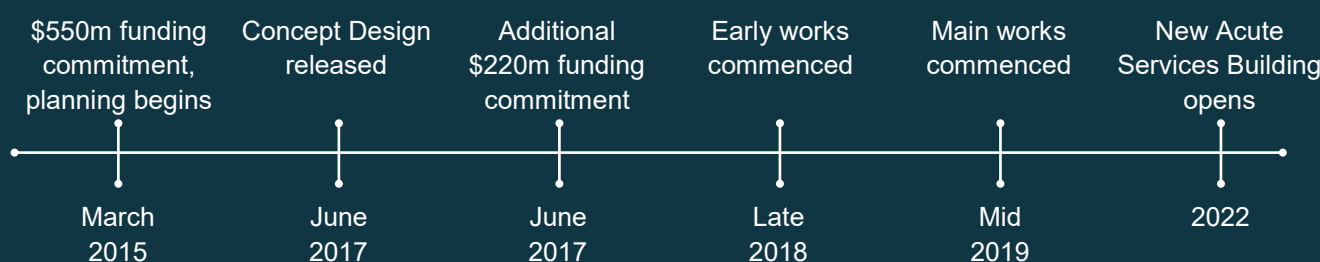 $550m funding
commitment,
planning begins
Concept Design
released
Additional
$220m funding
commitment
Early works
commenced
Main works
commenced
New Acute
Services Building
opens
March
2015
June
2017
June
2017
Late
2018
Mid
2019
2022